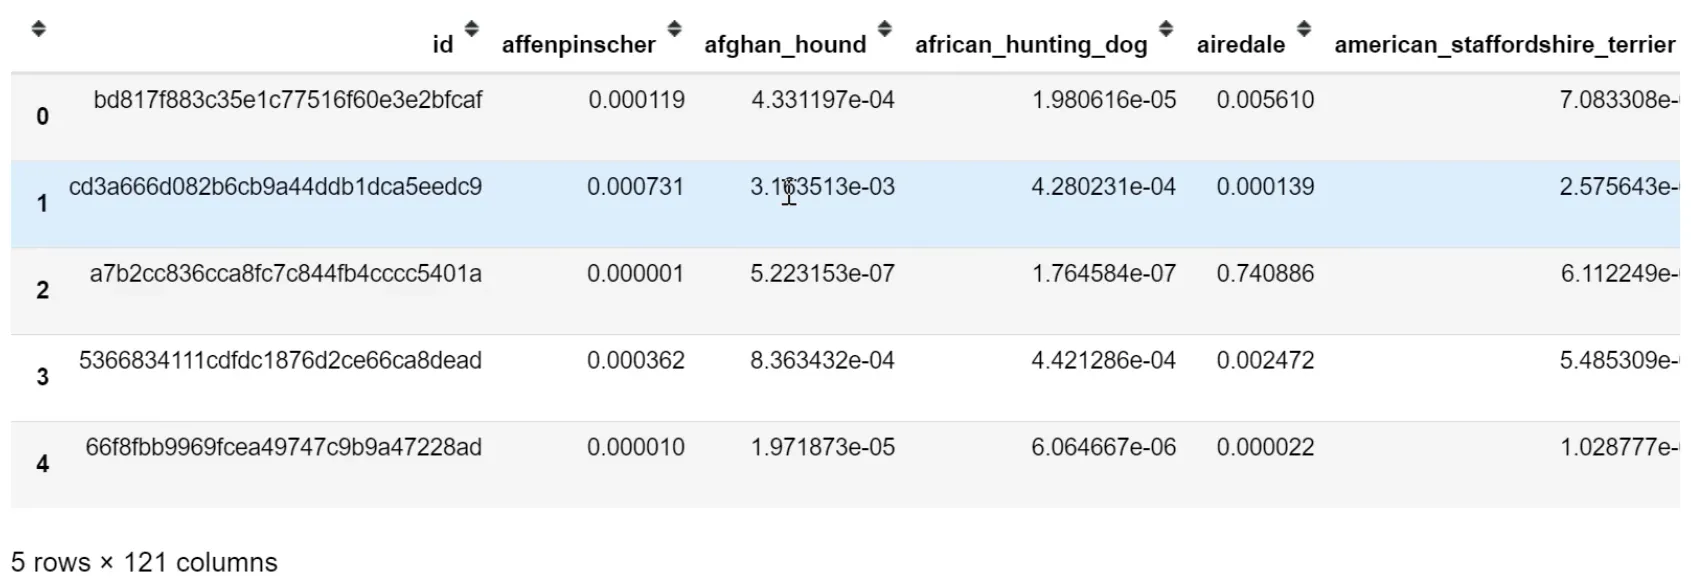 id affenpinscher afghan_hound african_hunting_dog airedale american_staffordshire_terrier
0 bd817f883c35e1c77516f60e3e2bfcaf 0.000119 4.331197e-04 1.980616e-05 0.005610 7.083308e-
1 cd3a666d082b6cb9a44ddb1dca5eedc9 0.000731 3.163513e-03 4.280231e-04 0.000139 2.575643e-
2 a7b2cc836cca8fc7c844fb4cccc5401a 0.000001 5.223153e-07 1.764584e-07 0.740886 6.112249e-
3 5366834111cdfdc1876d2ce66ca8dead 0.000362 8.363432e-04 4.421286e-04 0.002472 5.485309e-
4 66f8fbb9969fcea49747c9b9a47228ad 0.000010 1.971873e-05 6.064667e-06 0.000022 1.028777e-
5 rows × 121 columns